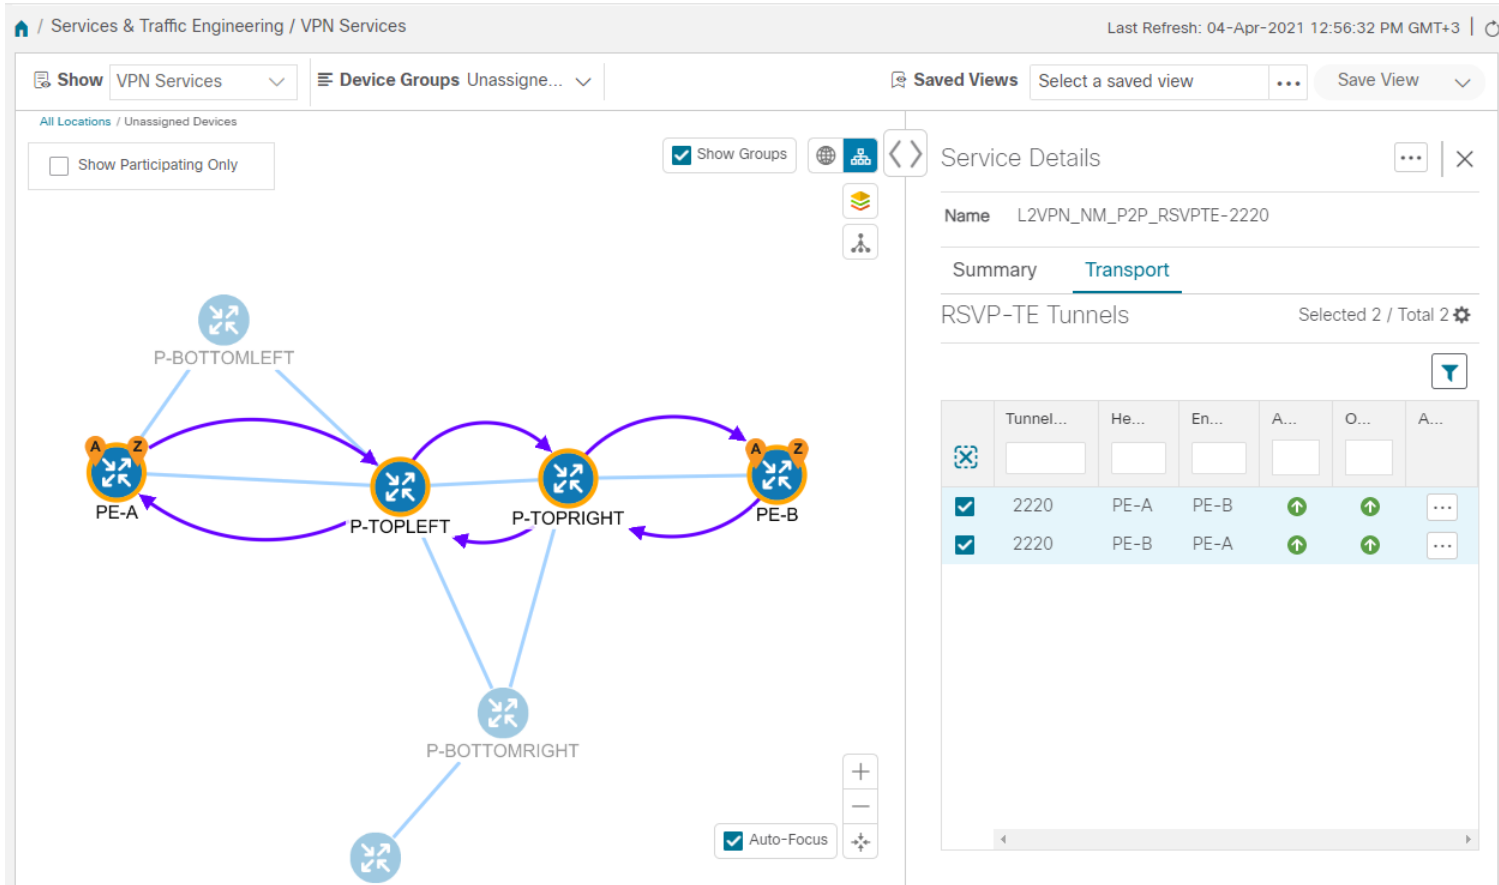 / Services & Traffic Engineering / VPN Services
Last Refresh: 04-Apr-2021 12:56:32 PM GMT+3 |
Show VPN Services
Device Groups Unassigne...
Saved Views Select a saved view ...
Save View
All Locations / Unassigned Devices
Show Participating Only
Show Groups
P-BOTTOMLEFT
A Z
PE-A
P-TOPLEFT
P-TOPRIGHT
A Z
PE-B
P-BOTTOMRIGHT
Auto-Focus
Service Details
...
Name L2VPN_NM_P2P_RSVPTE-2220
Summary Transport
RSVP-TE Tunnels Selected 2 / Total 2
Tunnel... He... En... A... O... A...
2220 PE-A PE-B ...
2220 PE-B PE-A ...